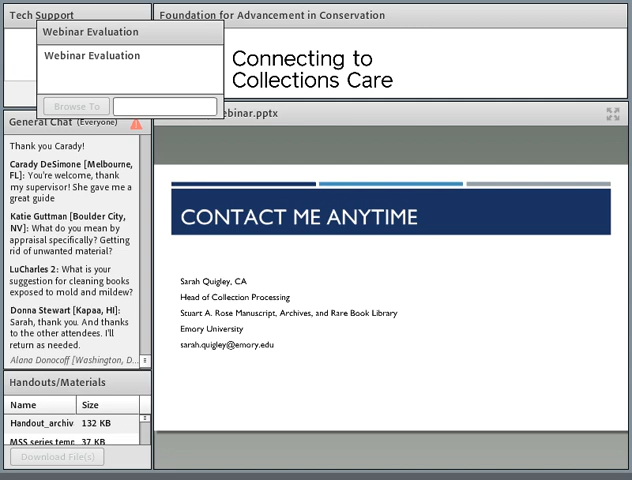 Tech Support
Foundation for Advancement in Conservation
Webinar Evaluation
Webinar Evaluation
Browse To
Connecting to
Collections Care
General Chat (Everyone)
ebinar.pptx
Thank you Carady!
Carady DeSimone [Melbourne,
FL]: You're welcome, thank
my supervisor! She gave me a
great guide
Katie Guttman [Boulder City,
NV]: What do you mean by
appraisal specifically? Getting
rid of unwanted material?
LuCharles 2: What is your
suggestion for cleaning books
exposed to mold and mildew?
Donna Stewart [Kapaa, HI]:
Sarah, thank you. And thanks
to the other attendees. I'll
return as needed.
Alana Donocoff [Washington, D...
CONTACT ME ANYTIME
Sarah Quigley, CA
Head of Collection Processing
Stuart A. Rose Manuscript, Archives, and Rare Book Library
Emory University
sarah.quigley@emory.edu
Handouts/Materials
Name Size
Handout_archiv 132 KB
MSS series temp 37 KB
Download File(s)